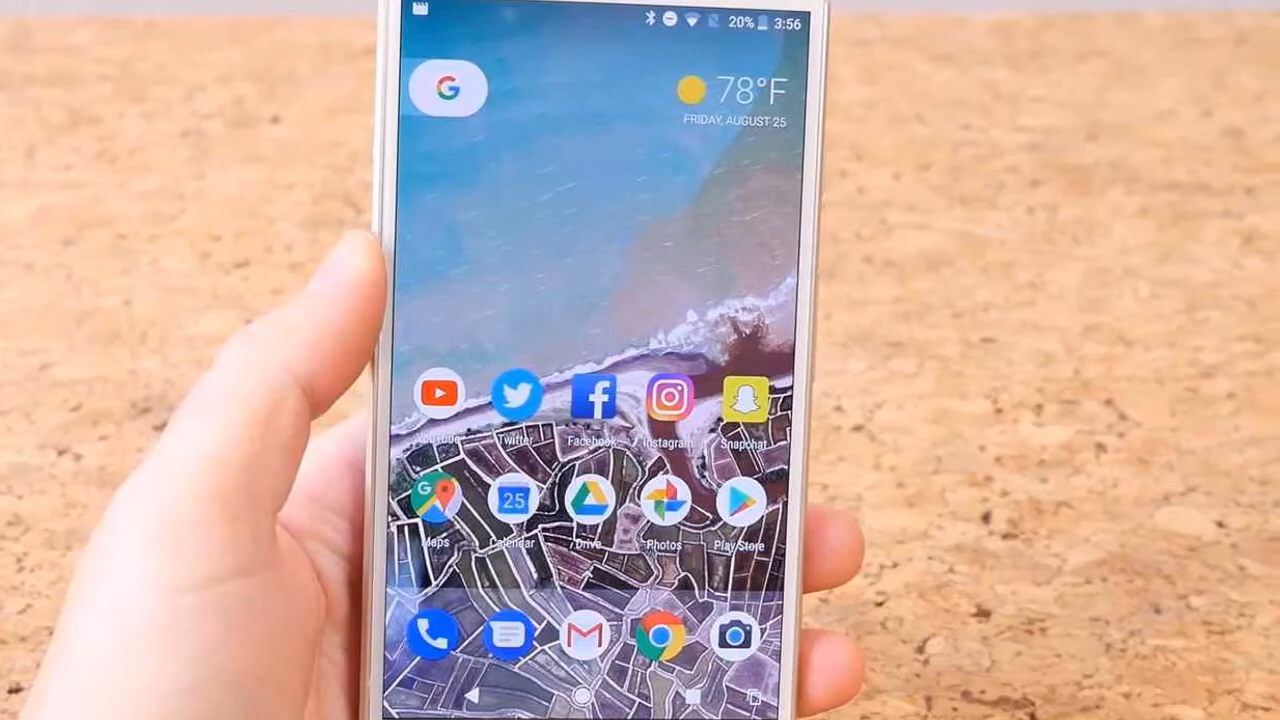 20% 3:56
G
78°F
FRIDAY, AUGUST 25
YouTube Twitter Facebook Instagram Snapchat
G 25
Maps Calendar Drive Photos Play Store